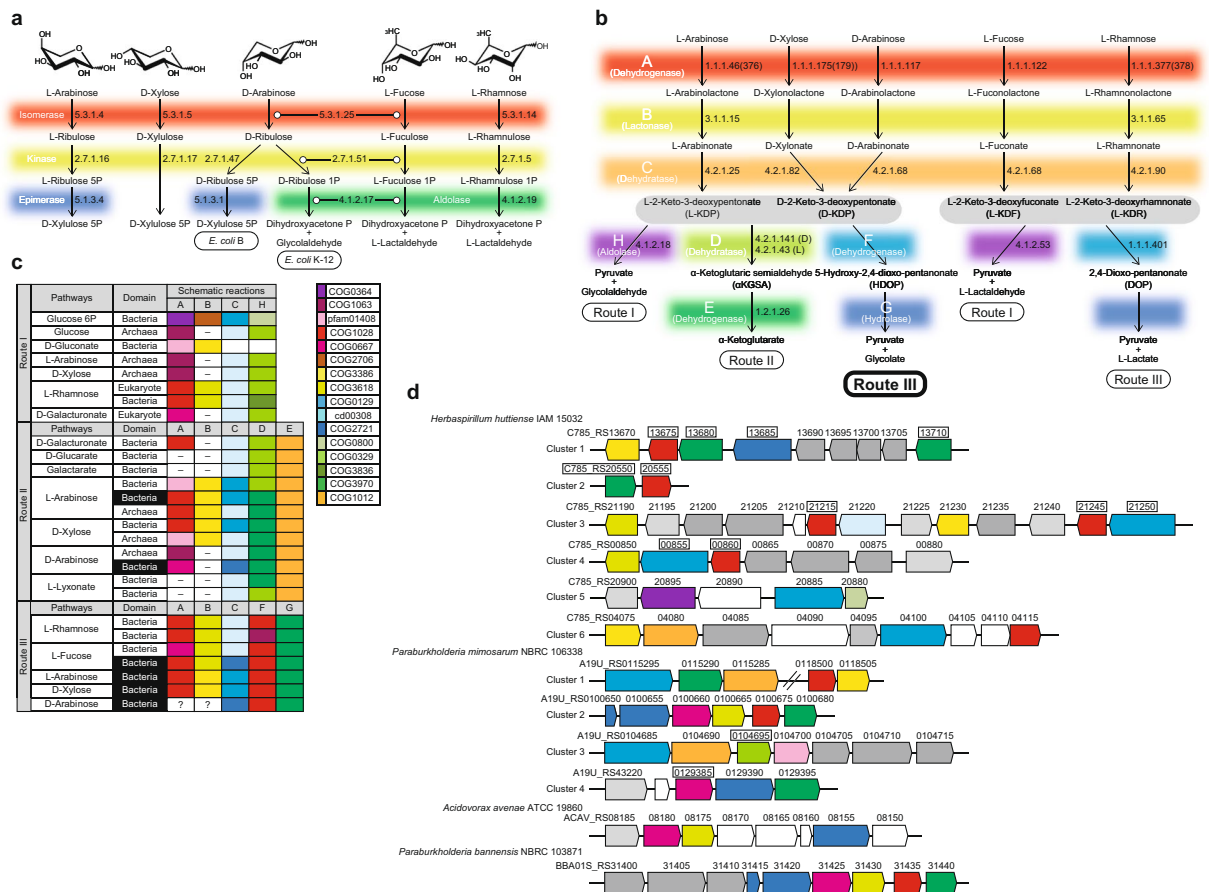 a
H₃C
H₃C
O
O
O
O
O
OH
OH
OH
OH
OH
L-Arabinose D-Xylose D-Arabinose L-Fucose L-Rhamnose
Isomerase 5.3.1.4 5.3.1.5 5.3.1.25 5.3.1.14
L-Ribulose D-Xylulose D-Ribulose L-Fuculose L-Rhamnulose
Kinase 2.7.1.16 2.7.1.17 2.7.1.47 2.7.1.51 2.7.1.5
L-Ribulose 5P D-Ribulose 5P D-Ribulose 1P L-Fuculose 1P L-Rhamnulose 1P
Epimerase 5.1.3.4 5.1.3.1 4.1.2.17 Aldolase 4.1.2.19
D-Xylulose 5P D-Xylulose 5P D-Xylulose 5P Dihydroxyacetone P Dihydroxyacetone P Dihydroxyacetone P
+ + +
E. coli B Glycolaldehyde L-Lactaldehyde L-Lactaldehyde
E. coli K-12
b
L-Arabinose D-Xylose D-Arabinose L-Fucose L-Rhamnose
A
(Dehydrogenase) 1.1.1.46(376) 1.1.1.175(179)) 1.1.1.117 1.1.1.122 1.1.1.377(378)
L-Arabinolactone D-Xylonolactone D-Arabinolactone L-Fuconolactone L-Rhamnonolactone
B
(Lactonase) 3.1.1.15 3.1.1.65
L-Arabinonate D-Xylonate D-Arabinonate L-Fuconate L-Rhamnonate
C
(Dehydratase) 4.2.1.25 4.2.1.82 4.2.1.68 4.2.1.68 4.2.1.90
L-2-Keto-3-deoxypentonate D-2-Keto-3-deoxypentonate L-2-Keto-3-deoxyfuconate L-2-Keto-3-deoxyrhamnonate
(L-KDP) (D-KDP) (L-KDF) (L-KDR)
H
(Aldolase) 4.1.2.18 D
(Dehydratase) 4.2.1.141 (D)
4.2.1.43 (L) F
(Dehydrogenase) 4.1.2.53 1.1.1.401
Pyruvate
+
Glycolaldehyde
Route I
α-Ketoglutaric semialdehyde
(αKGSA)
5-Hydroxy-2,4-dioxo-pentanonate
(HDOP)
Pyruvate
+
L-Lactaldehyde
Route I
2,4-Dioxo-pentanonate
(DOP)
E
(Dehydrogenase) 1.2.1.26
G
(Hydrolase)
α-Ketoglutarate
Route II
Pyruvate
+
Glycolate
Route III
Pyruvate
+
L-Lactate
Route III
c
Route I
Pathways Domain Schematic reactions
A B C H
Glucose 6P Bacteria
Glucose Archaea –
D-Gluconate Bacteria
L-Arabinose Archaea –
D-Xylose Archaea –
L-Rhamnose Eukaryote
Bacteria
D-Galacturonate Eukaryote –
Route II
Pathways Domain A B C D E
D-Galacturonate Bacteria –
D-Glucarate Bacteria – –
Galactarate Bacteria – –
L-Arabinose Bacteria
Bacteria
Archaea
D-Xylose Bacteria
Archaea
D-Arabinose Archaea –
Bacteria –
L-Lyxonate Bacteria – –
Bacteria – –
Route III
Pathways Domain A B C F G
L-Rhamnose Bacteria
Bacteria
L-Fucose Bacteria
Bacteria
L-Arabinose Bacteria
D-Xylose Bacteria
D-Arabinose Bacteria ? ?
COG0364
COG1063
pfam01408
COG1028
COG0667
COG2706
COG3386
COG3618
COG0129
cd00308
COG2721
COG0800
COG0329
COG3836
COG3970
COG1012
d
Herbaspirillum huttiense IAM 15032
C785_RS13670 13675 13680 13685 13690 13695 13700 13705 13710
Cluster 1
C785_RS20550 20555
Cluster 2
C785_RS21190 21195 21200 21205 21210 21215 21220 21225 21230 21235 21240 21245 21250
Cluster 3
C785_RS00850 00855 00860 00865 00870 00875 00880
Cluster 4
C785_RS20900 20895 20890 20885 20880
Cluster 5
C785_RS04075 04080 04085 04090 04095 04100 04105 04110 04115
Cluster 6
Paraburkholderia mimosarum NBRC 106338
A19U_RS0115295 0115290 0115285 0118500 0118505
Cluster 1
A19U_RS0100650 0100655 0100660 0100665 0100675 0100680
Cluster 2
A19U_RS0104685 0104690 0104695 0104700 0104705 0104710 0104715
Cluster 3
A19U_RS43220 0129385 0129390 0129395
Cluster 4
Acidovorax avenae ATCC 19860
ACAV_RS08185 08180 08175 08170 08165 08160 08155 08150
Paraburkholderia bannensis NBRC 103871
BBA01S_RS31400 31405 31410 31415 31420 31425 31430 31435 31440